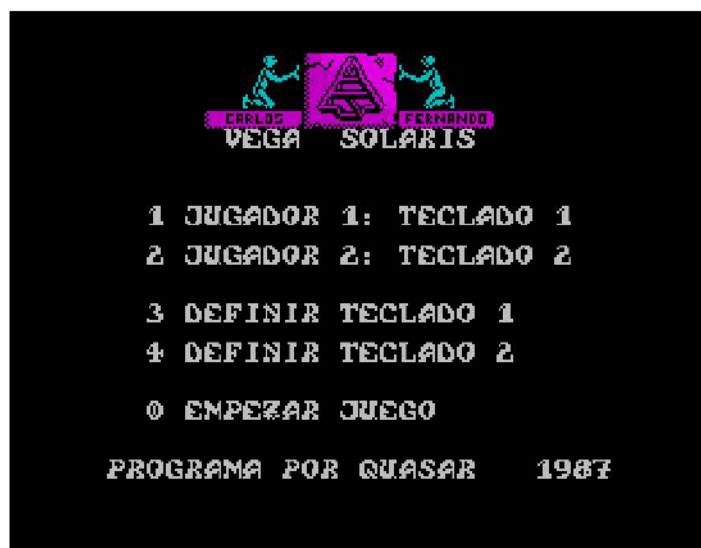 CARLOS FERNANDO
VEGA SOLARIS
1 JUGADOR 1: TECLADO 1
2 JUGADOR 2: TECLADO 2
3 DEFINIR TECLADO 1
4 DEFINIR TECLADO 2
0 EMPEZAR JUEGO
PROGRAMA POR QUASAR 1987